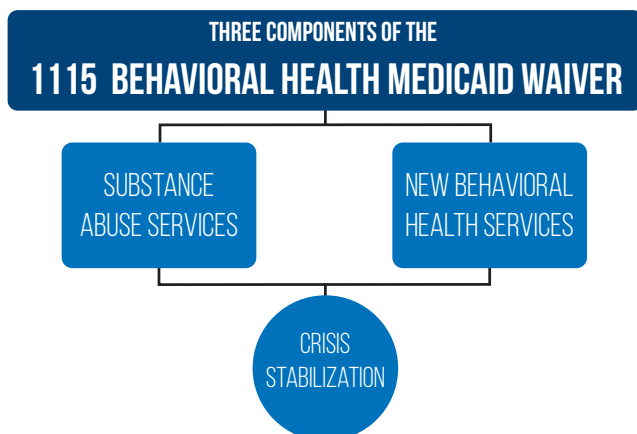 THREE COMPONENTS OF THE
1115 BEHAVIORAL HEALTH MEDICAID WAIVER
SUBSTANCE
ABUSE SERVICES
NEW BEHAVIORAL
HEALTH SERVICES
CRISIS
STABILIZATION